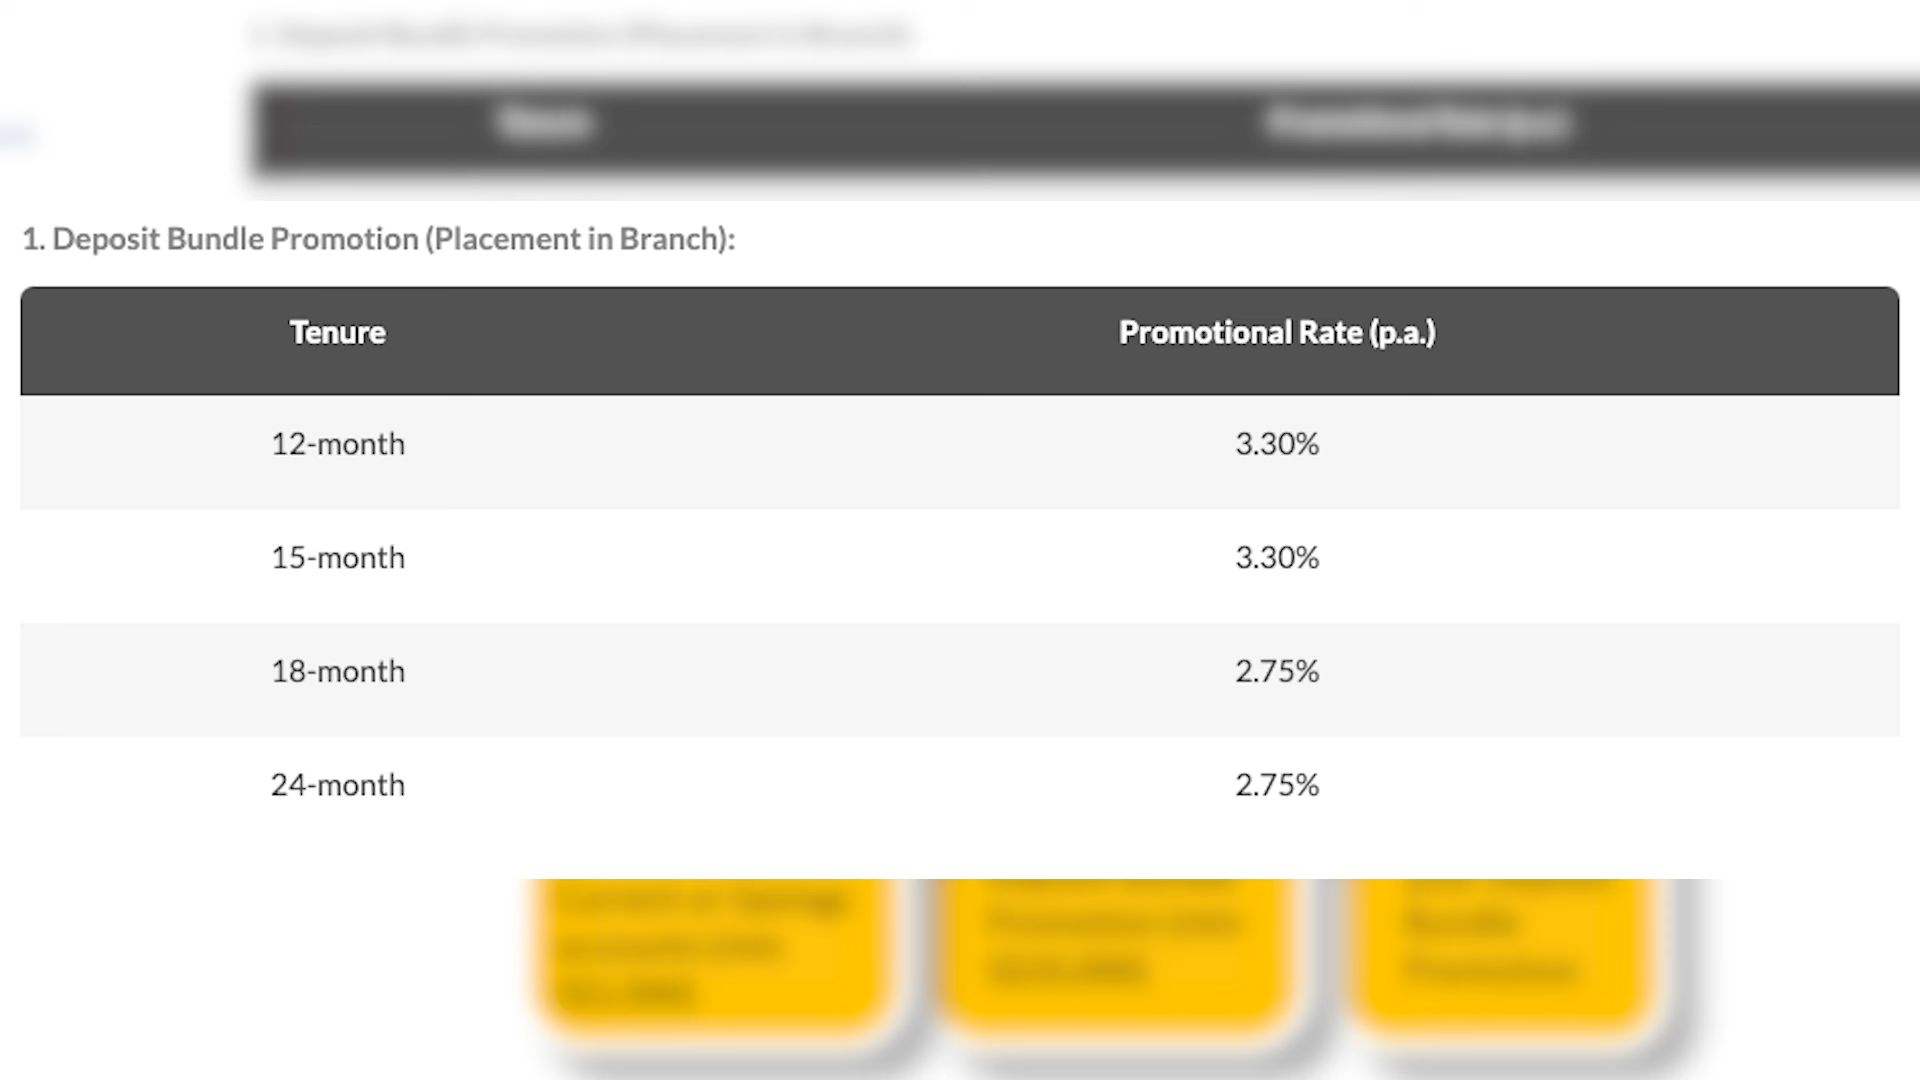 1. Deposit Bundle Promotion (Placement in Branch):
Tenure Promotional Rate (p.a.)
12-month 3.30%
15-month 3.30%
18-month 2.75%
24-month 2.75%